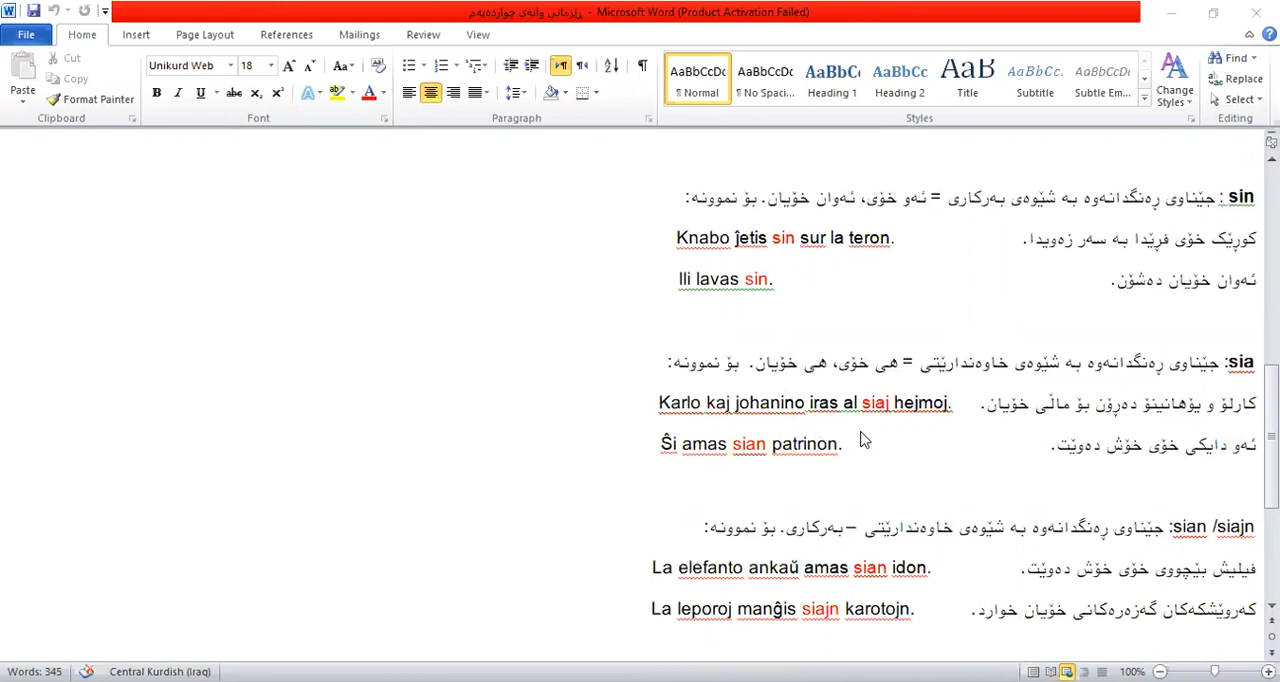 ڕێزمانی وانەی چواردەیەم - Microsoft Word (Product Activation Failed)
File Home Insert Page Layout References Mailings Review View
Paste
Cut
Copy
Format Painter
Clipboard
Unikurd Web 18
Font
Paragraph
AaBbCcDc AaBbCcDc AaBbCc AaBbCc AaB AaBbCc. AaBbCcDc
¶ Normal ¶ No Spaci... Heading 1 Heading 2 Title Subtitle Subtle Em...
Change Styles
Styles
Find
Replace
Select
Editing
sin : جێناوی ڕەنگدانەوە بە شێوەی بەرکاری = ئەو خۆی، ئەوان خۆیان. بۆ نموونە:
Knabo ĵetis sin sur la teron. کوڕێک خۆی فڕێدا بە سەر زەویدا.
Ili lavas sin. ئەوان خۆیان دەشۆن.
sia: جێناوی ڕەنگدانەوە بە شێوەی خاوەندارێتی = هی خۆی، هی خۆیان. بۆ نموونە:
Karlo kaj johanino iras al siaj hejmoj. کارلۆ و یۆهانینۆ دەڕۆن بۆ ماڵی خۆیان.
Ŝi amas sian patrinon. ئەو دایکی خۆی خۆش دەوێت.
sian /siajn: جێناوی ڕەنگدانەوە بە شێوەی خاوەندارێتی – بەرکاری. بۆ نموونە:
La elefanto ankaŭ amas sian idon. فیلیش بێچووی خۆی خۆش دەوێت.
La leporoj manĝis siajn karotojn. کەروێشکەکان گەزەرەکانی خۆیان خوارد.
Words: 345 Central Kurdish (Iraq) 100%